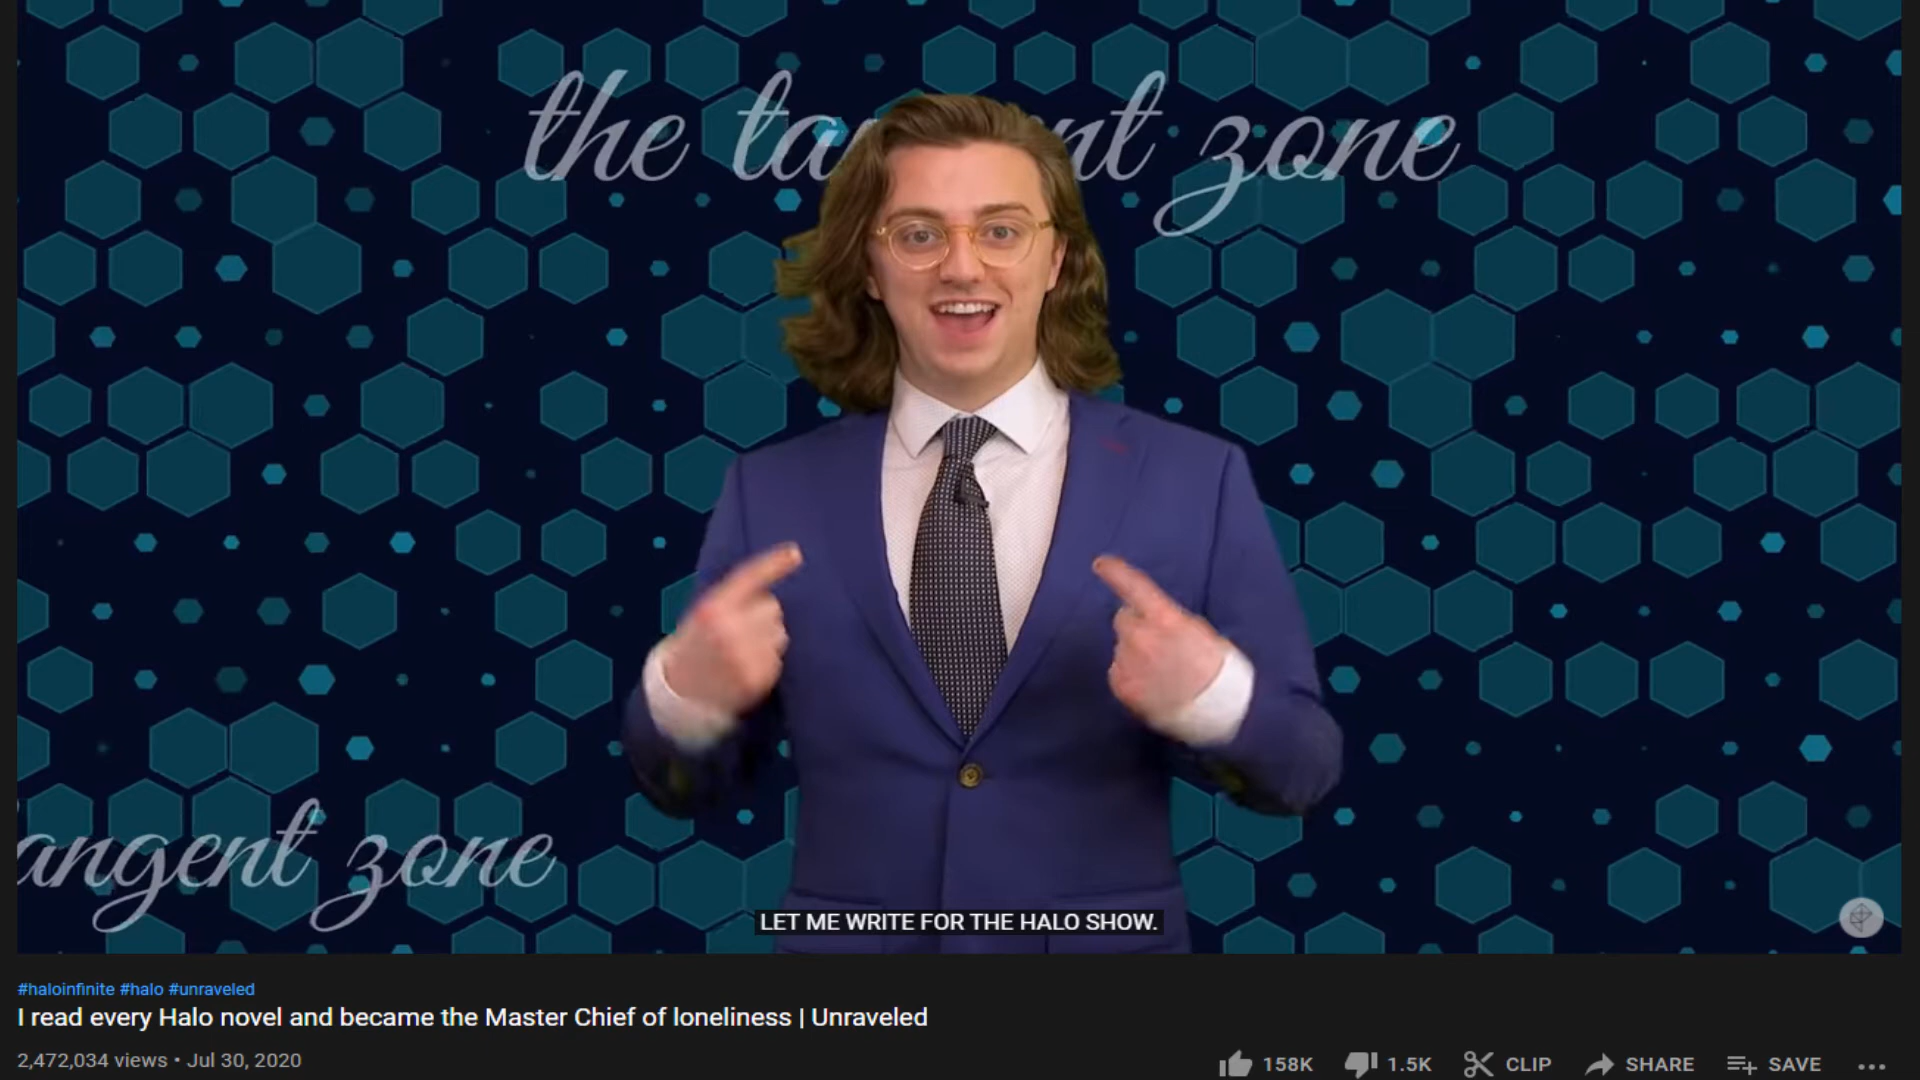 the ta nt zone
angent zone
LET ME WRITE FOR THE HALO SHOW.
#haloinfinite #halo #unraveled
I read every Halo novel and became the Master Chief of loneliness | Unraveled
2,472,034 views • Jul 30, 2020
158K 1.5K CLIP SHARE SAVE ...